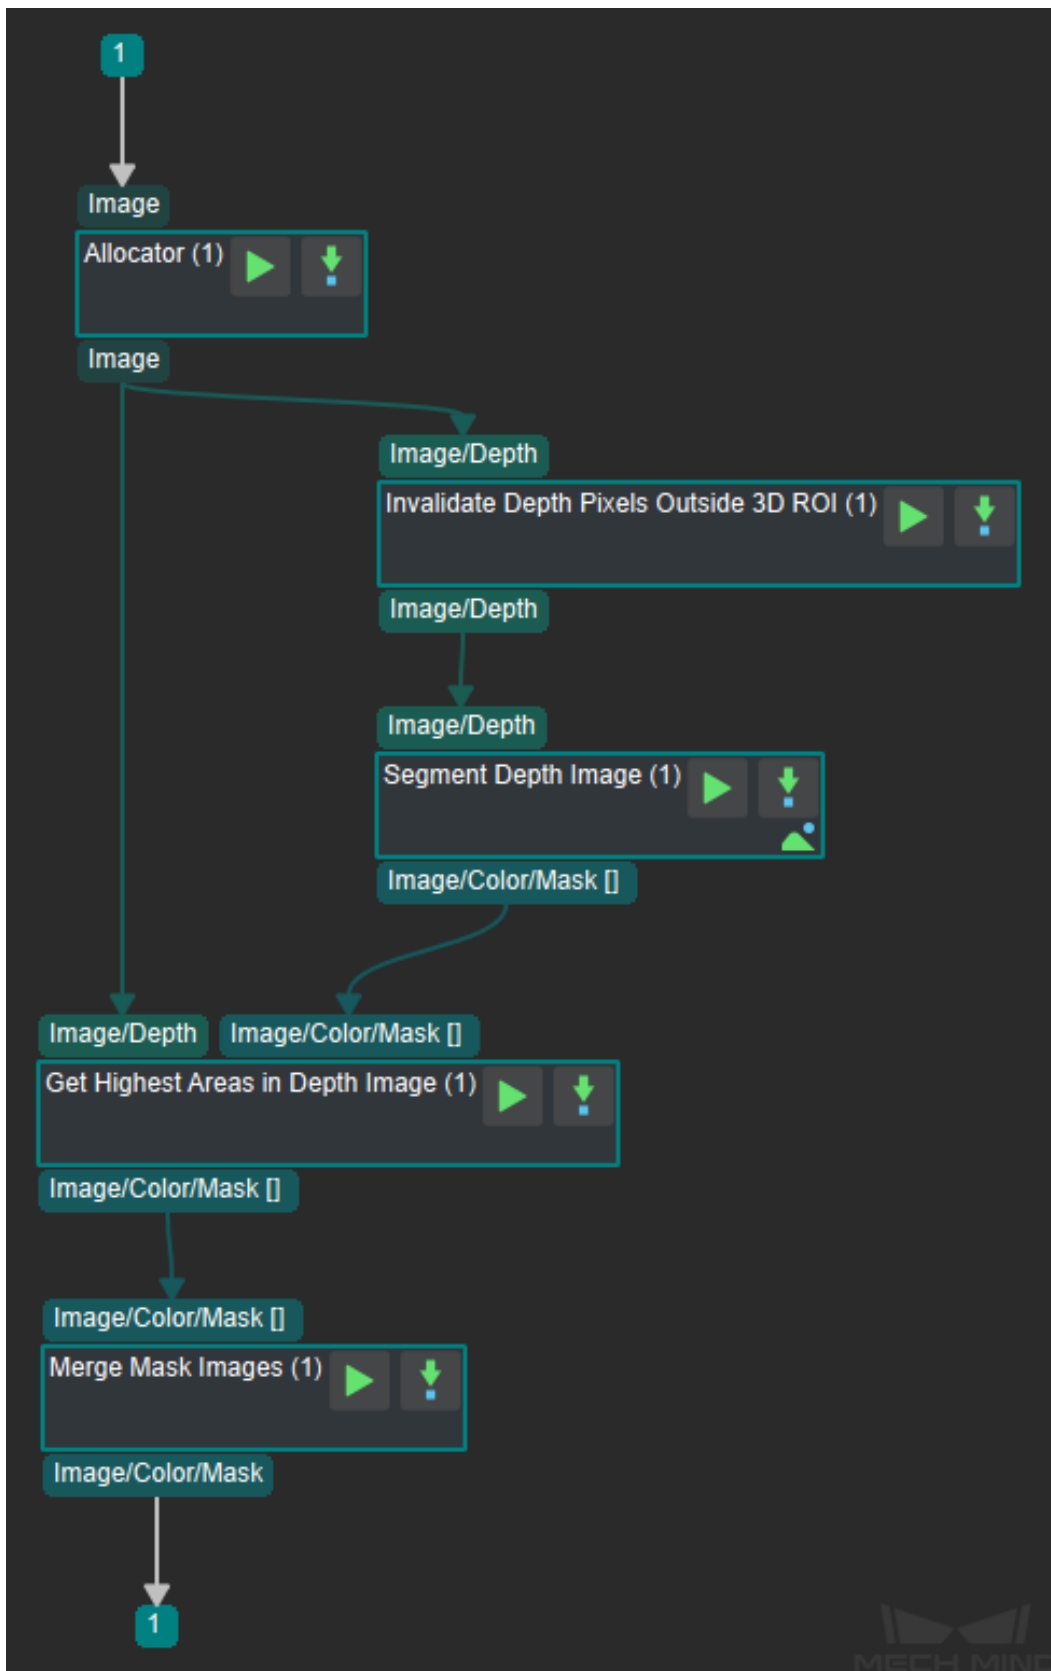 1
Image
Allocator (1)
Image
Image/Depth
Invalidate Depth Pixels Outside 3D ROI (1)
Image/Depth
Image/Depth
Segment Depth Image (1)
Image/Color/Mask []
Image/Depth Image/Color/Mask []
Get Highest Areas in Depth Image (1)
Image/Color/Mask []
Image/Color/Mask []
Merge Mask Images (1)
Image/Color/Mask
1
MECH MIND